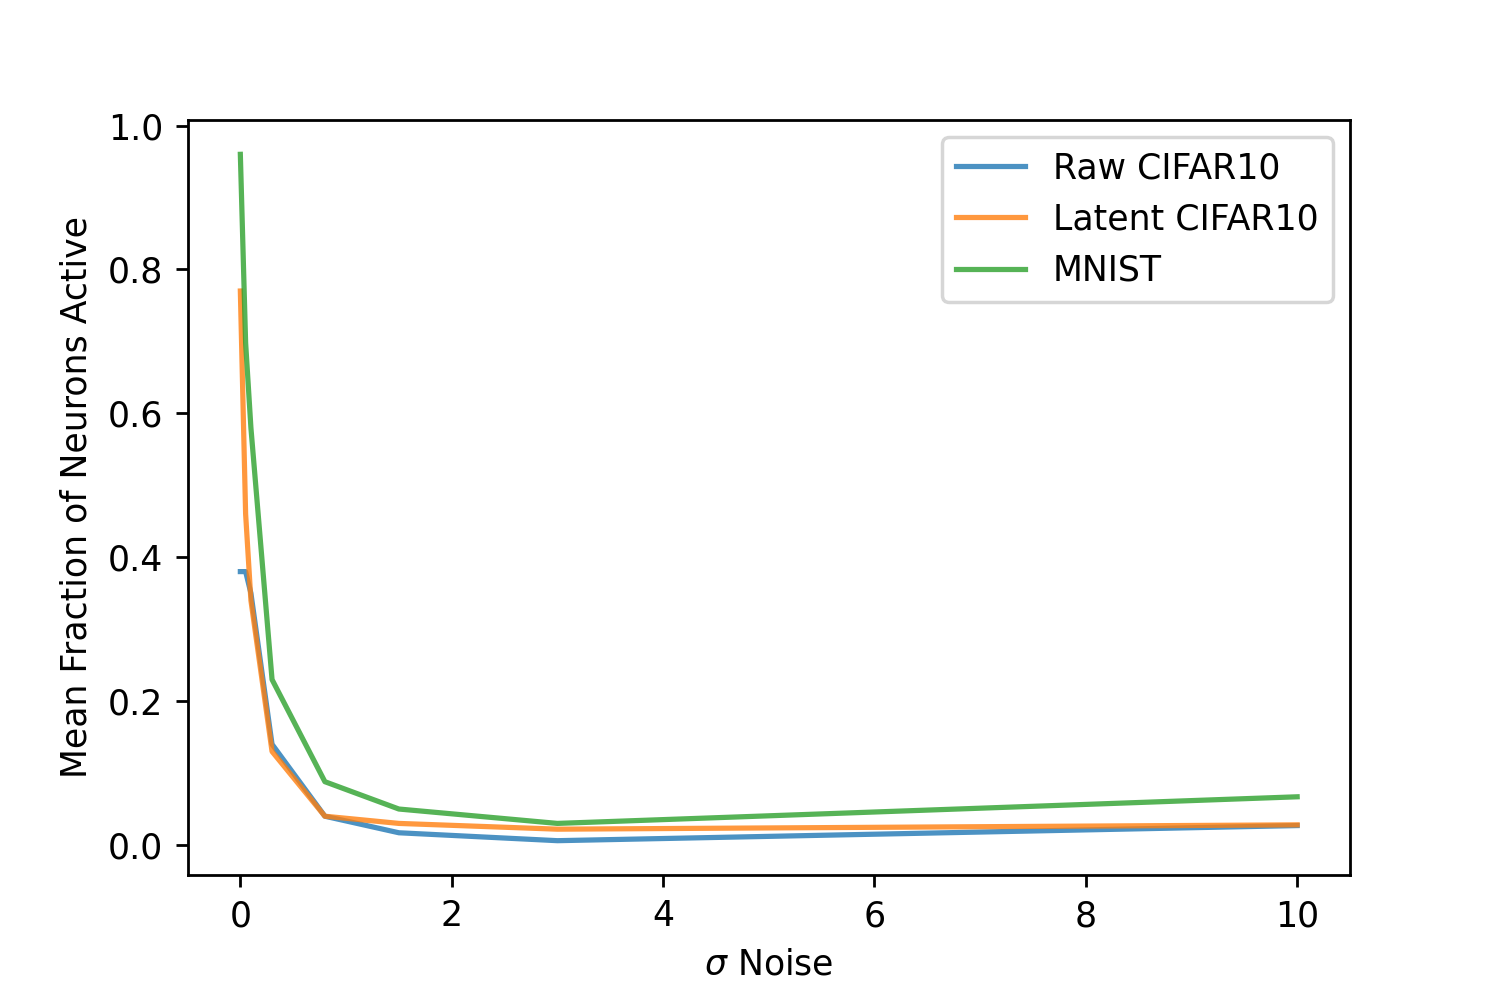 Mean Fraction of Neurons Active
1.0
0.8
0.6
0.4
0.2
0.0
Raw CIFAR10
Latent CIFAR10
MNIST
0 2 4 6 8 10
σ Noise